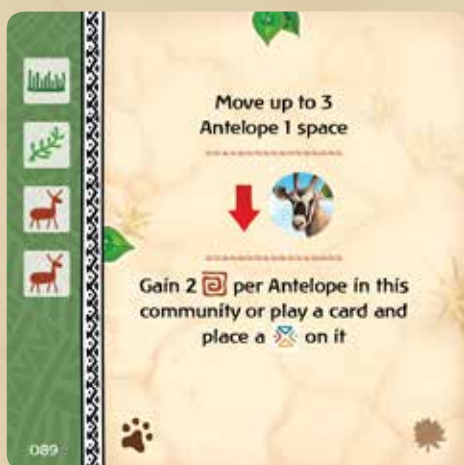 Move up to 3
Antelope 1 space
Gain 2 per Antelope in this
community or play a card and
place a on it
089